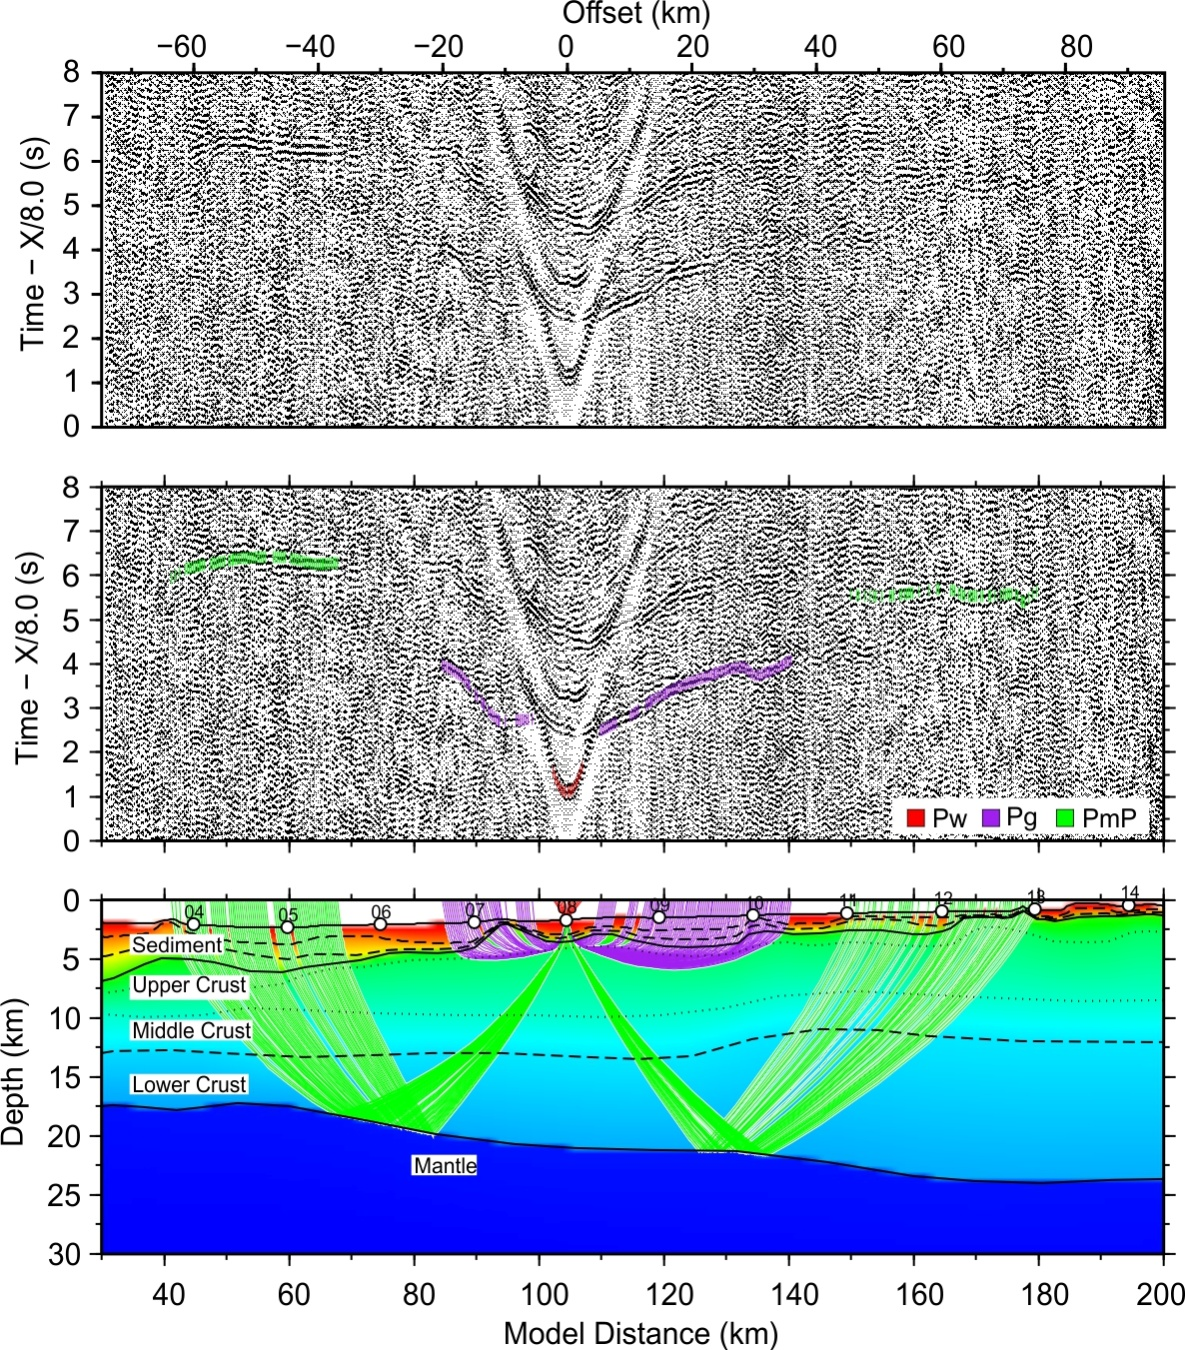 Offset (km)
−60 −40 −20 0 20 40 60 80
8
7
6
5
4
3
2
1
0
Time − X/8.0 (s)
8
7
6
5
4
3
2
1
0
Time − X/8.0 (s)
Pw Pg PmP
0
5
10
15
20
25
30
Depth (km)
04 05 06 07 08 09 10 11 12 13 14
Sediment
Upper Crust
Middle Crust
Lower Crust
Mantle
40 60 80 100 120 140 160 180 200
Model Distance (km)